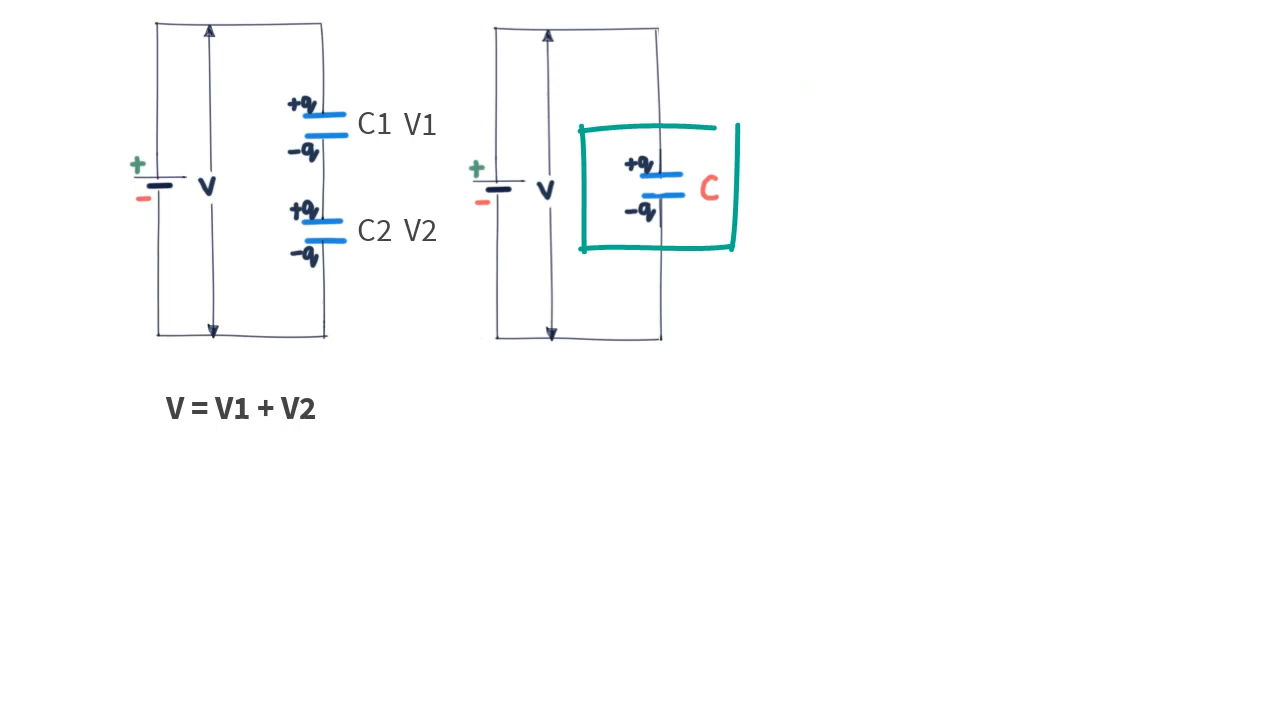 +q
C1 V1
-q
+
V
-
+q
C2 V2
-q
V = V1 + V2
+
V
-
+q
C
-q